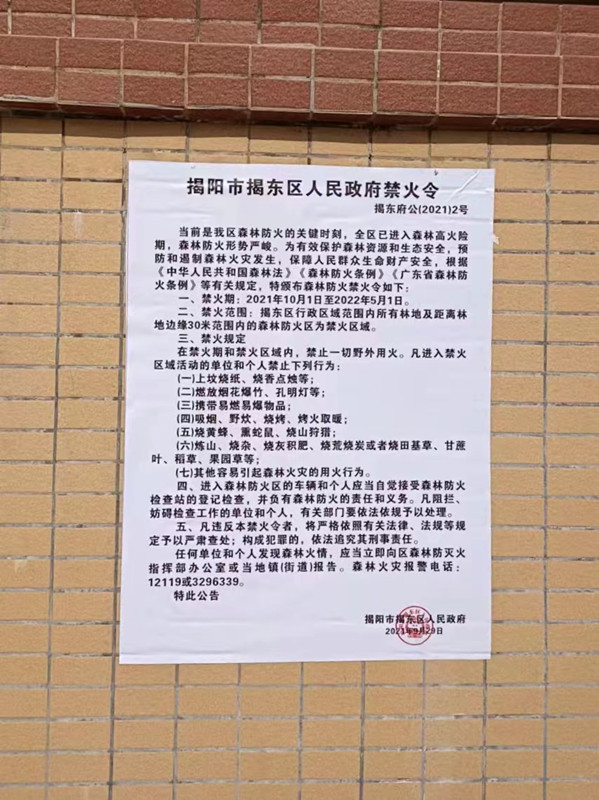 揭阳市揭东区人民政府禁火令
揭东府公(2021)2号
当前是我区森林防火的关键时刻，全区已进入森林高火险
期，森林防火形势严峻。为有效保护森林资源和生态安全，预
防和遏制森林火灾发生，保障人民群众生命财产安全，根据
《中华人民共和国森林法》《森林防火条例》《广东省森林防
火条例》等有关规定，特颁布森林防火禁火令如下：
一、禁火期：2021年10月1日至2022年5月1日。
二、禁火范围：揭东区行政区域范围内所有林地及距离林
地边缘30米范围内的森林防火区为禁火区域。
三、禁火规定
在禁火期和禁火区域内，禁止一切野外用火。凡进入禁火
区域活动的单位和个人禁止下列行为：
(一)上坟烧纸、烧香点烛等；
(二)燃放烟花爆竹、孔明灯等；
(三)携带易燃易爆物品；
(四)吸烟、野炊、烧烤、烤火取暖；
(五)烧黄蜂、熏蛇鼠、烧山狩猎；
(六)炼山、烧杂、烧灰积肥、烧荒烧炭或者烧田基草、甘蔗
叶、稻草、果园草等；
(七)其他容易引起森林火灾的用火行为。
四、进入森林防火区的车辆和个人应当自觉接受森林防火
检查站的登记检查，并负有森林防火的责任和义务。凡阻拦、
妨碍检查工作的单位和个人，有关部门要依法依规予以处理。
五、凡违反本禁火令者，将严格依照有关法律、法规等规
定予以严肃查处；构成犯罪的，依法追究其刑事责任。
任何单位和个人发现森林火情，应当立即向区森林防灭火
指挥部办公室或当地镇(街道)报告。森林火灾报警电话：
12119或3296339。
特此公告
揭阳市揭东区人民政府
2021年9月29日